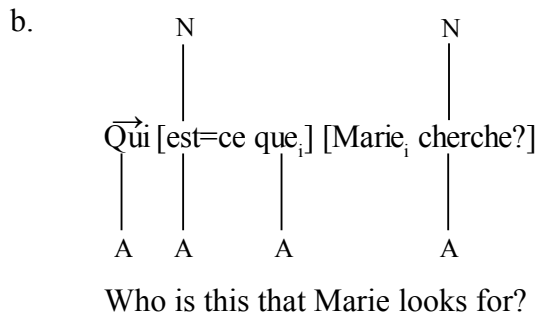 b.
N N
Qui [est=ce que_i] [Marie_i cherche?]
A A A A
Who is this that Marie looks for?